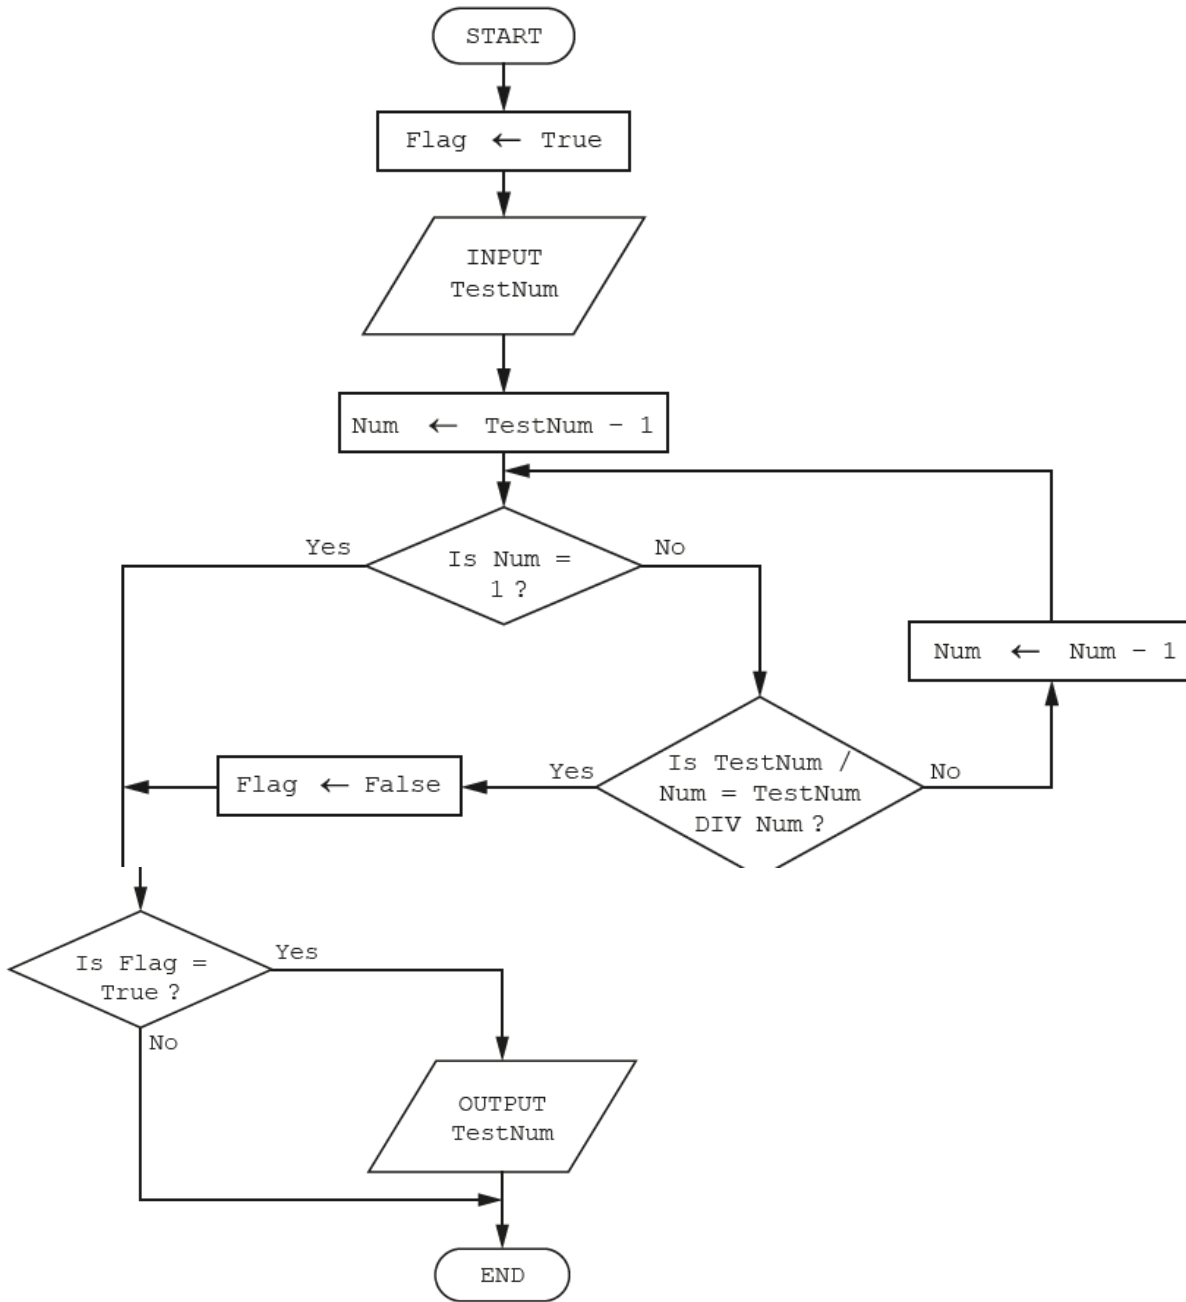 START
Flag ← True
INPUT
TestNum
Num ← TestNum – 1
Yes
Is Num =
1 ?
No
Num ← Num – 1
Flag ← False
Yes
Is TestNum /
Num = TestNum
DIV Num ?
No
Is Flag =
True ?
Yes
No
OUTPUT
TestNum
END